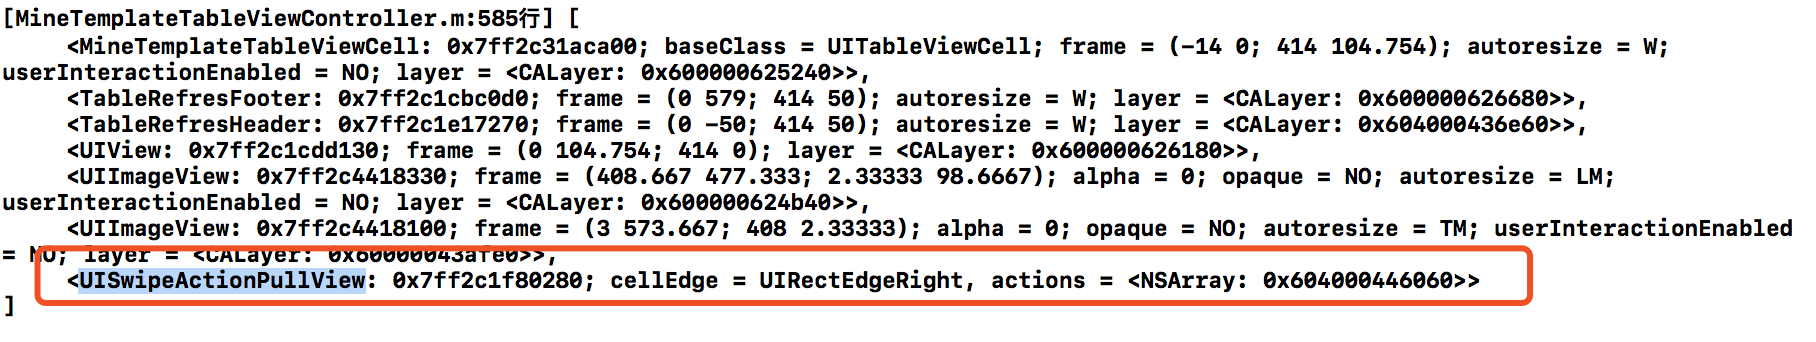 [MineTemplateTableViewController.m:585行] [
<MineTemplateTableViewCell: 0x7ff2c31aca00; baseClass = UITableViewCell; frame = (-14 0; 414 104.754); autoresize = W;
userInteractionEnabled = NO; layer = <CALayer: 0x600000625240>>,
<TableRefresFooter: 0x7ff2c1cbc0d0; frame = (0 579; 414 50); autoresize = W; layer = <CALayer: 0x600000626680>>,
<TableRefresHeader: 0x7ff2c1e17270; frame = (0 -50; 414 50); autoresize = W; layer = <CALayer: 0x604000436e60>>,
<UIView: 0x7ff2c1cdd130; frame = (0 104.754; 414 0); layer = <CALayer: 0x600000626180>>,
<UIImageView: 0x7ff2c4418330; frame = (408.667 477.333; 2.33333 98.6667); alpha = 0; opaque = NO; autoresize = LM;
userInteractionEnabled = NO; layer = <CALayer: 0x600000624b40>>,
<UIImageView: 0x7ff2c4418100; frame = (3 573.667; 408 2.33333); alpha = 0; opaque = NO; autoresize = TM; userInteractionEnabled
= NO; layer = <CALayer: 0x60000043afe0>>,
<UISwipeActionPullView: 0x7ff2c1f80280; cellEdge = UIRectEdgeRight, actions = <NSArray: 0x604000446060>>
]